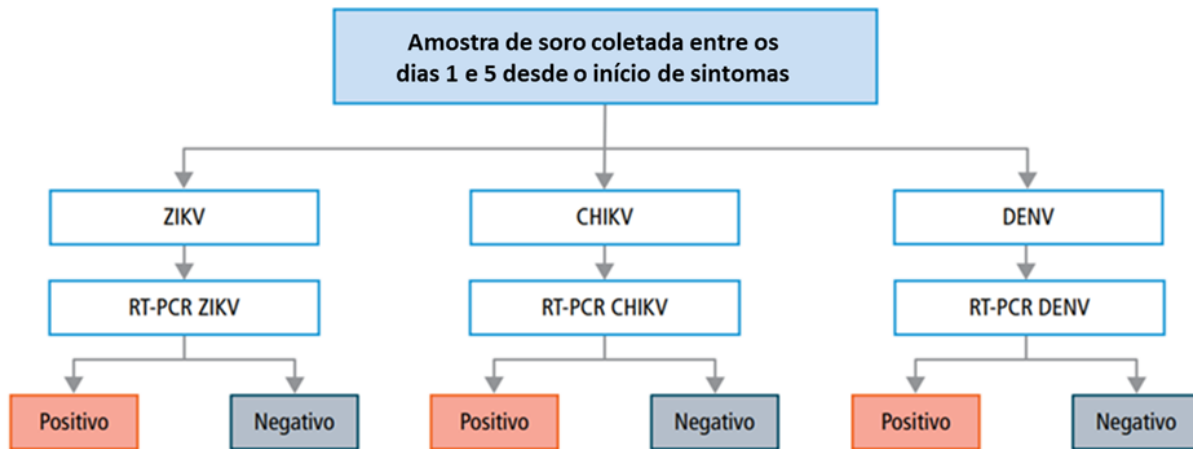 Amostra de soro coletada entre os
dias 1 e 5 desde o início de sintomas
ZIKV
CHIKV
DENV
RT-PCR ZIKV
RT-PCR CHIKV
RT-PCR DENV
Positivo
Negativo
Positivo
Negativo
Positivo
Negativo